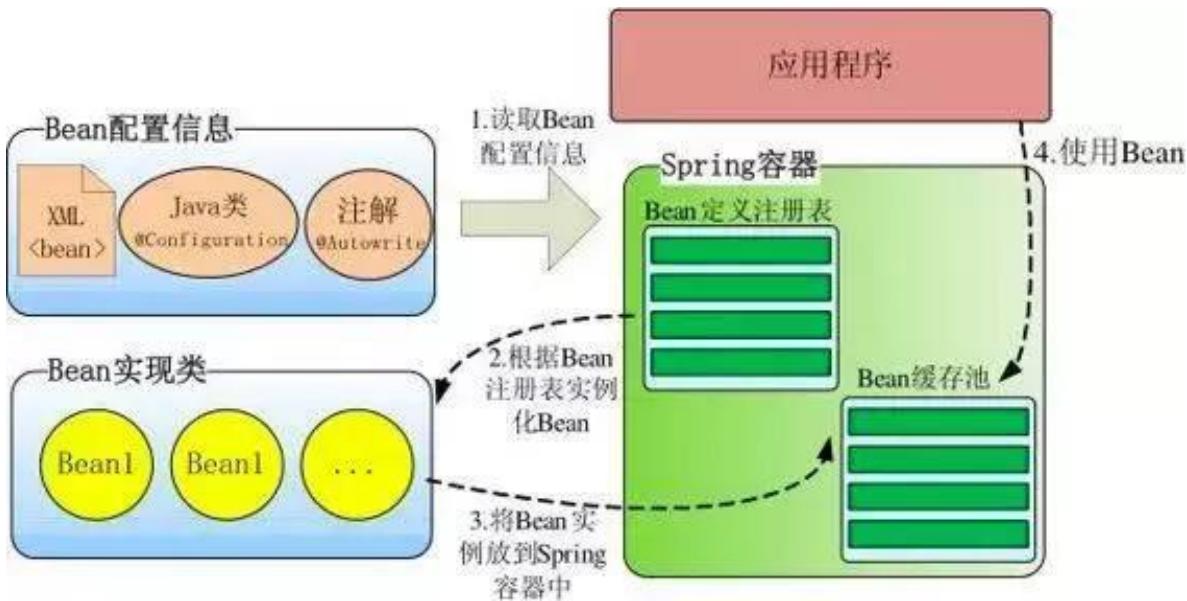 应用程序
Bean配置信息
XML
<bean>
Java类
@Configuration
注解
@Autowrite
1.读取Bean
配置信息
4.使用Bean
Spring容器
Bean定义注册表
2.根据Bean
注册表实例
化Bean
Bean缓存池
Bean实现类
Bean1
Bean1
...
3.将Bean实
例放到Spring
容器中